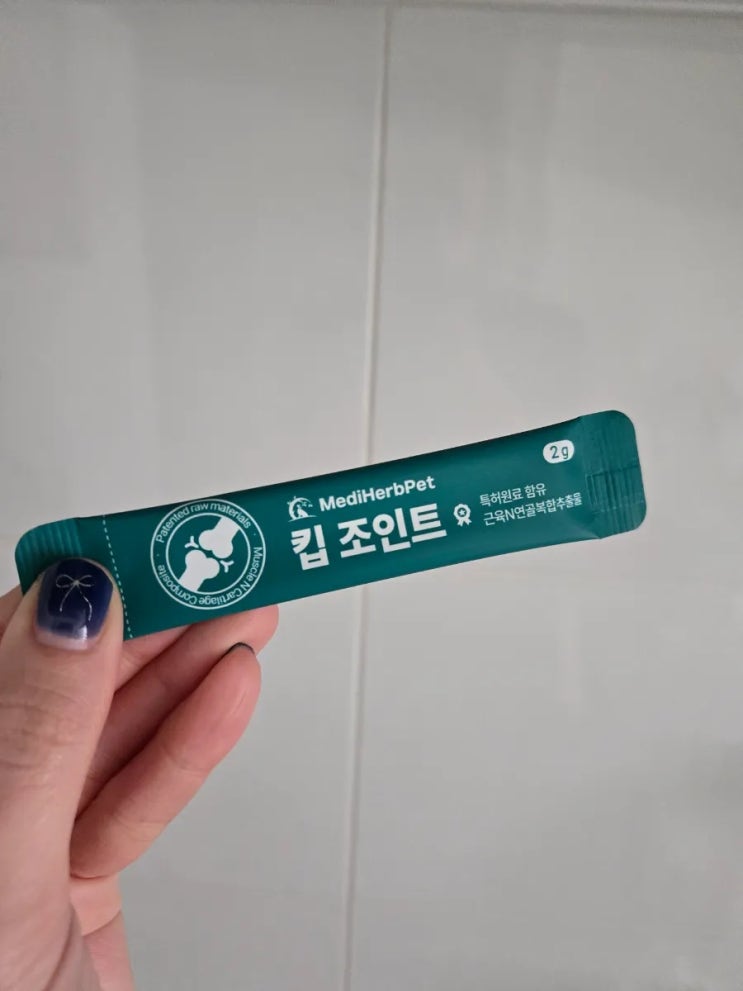 Patented raw materials · Muscle N Cartilage Composite ·
MediHerbPet
킵 조인트
특허원료 함유
근육N연골복합추출물
2g